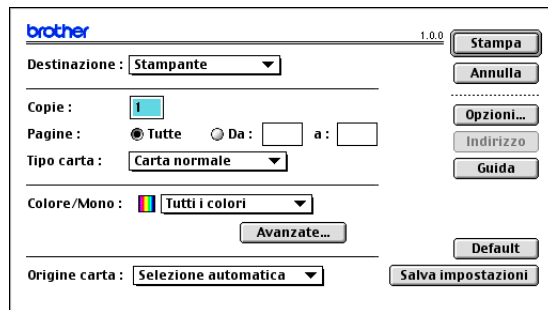 brother
1.0.0
Stampa
Destinazione : Stampante
Annulla
Copie : 1
Opzioni...
Pagine : Tutte Da : a :
Indirizzo
Tipo carta : Carta normale
Guida
Colore/Mono : Tutti i colori
Avanzate...
Default
Origine carta : Selezione automatica
Salva impostazioni